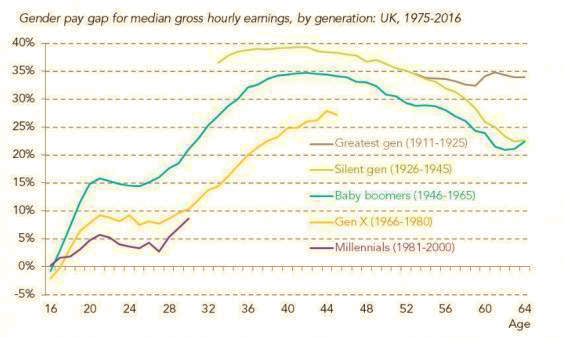 Gender pay gap for median gross hourly earnings, by generation: UK, 1975-2016
40%
35%
30%
25%
20%
15%
10%
5%
0%
-5%
Greatest gen (1911-1925)
Silent gen (1926-1945)
Baby boomers (1946-1965)
Gen X (1966-1980)
Millennials (1981-2000)
16 20 24 28 32 36 40 44 48 52 56 60 64
Age